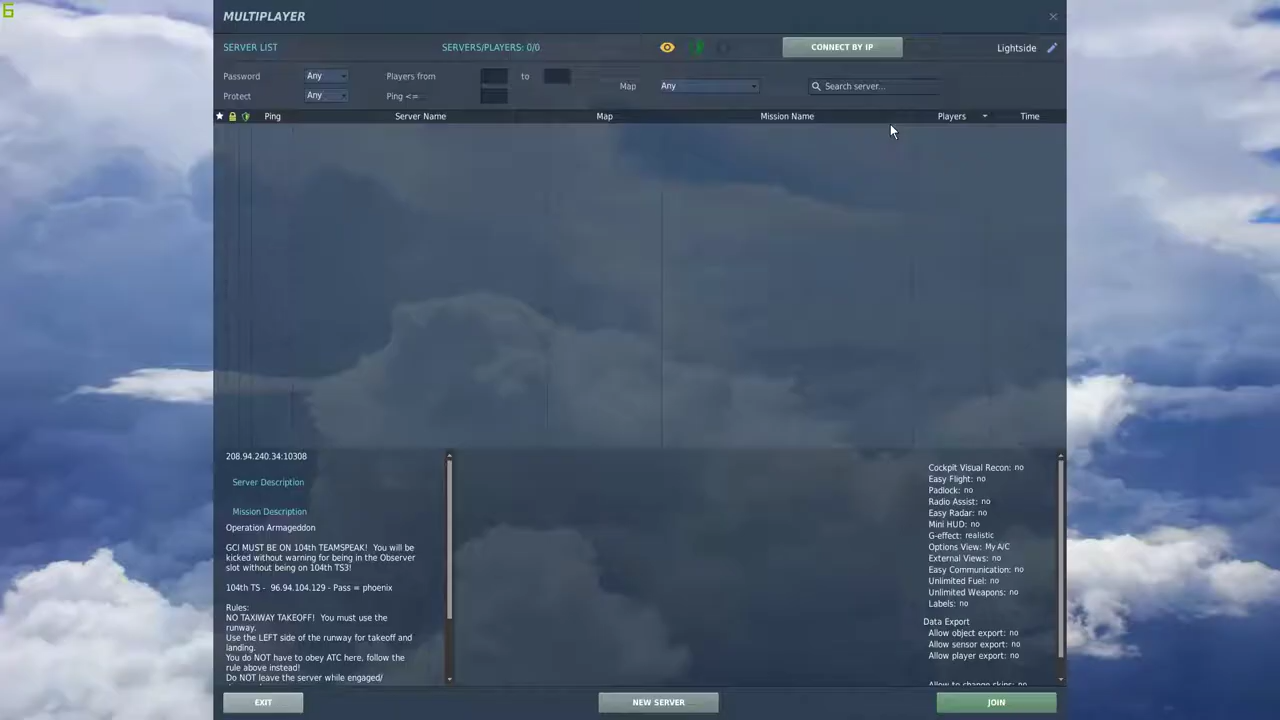 6
MULTIPLAYER
SERVER LIST
SERVERS/PLAYERS: 0/0
CONNECT BY IP
Lightside
Password
Any
Players from
to
Protect
Any
Ping <=
Map
Any
Search server...
Ping
Server Name
Map
Mission Name
Players
Time
208.94.240.34:10308
Server Description
Mission Description
Operation Armageddon
GCI MUST BE ON 104th TEAMSPEAK! You will be
kicked without warning for being in the Observer
slot without being on 104th TS3!
104th TS - 96.94.104.129 - Pass = phoenix
Rules:
NO TAXIWAY TAKEOFF! You must use the
runway.
Use the LEFT side of the runway for takeoff and
landing.
You do NOT have to obey ATC here, follow the
rule above instead!
Do NOT leave the server while engaged/
Cockpit Visual Recon: no
Easy Flight: no
Padlock: no
Radio Assist: no
Easy Radar: no
Mini HUD: no
G-effect: realistic
Options View: My A/C
External Views: no
Easy Communication: no
Unlimited Fuel: no
Unlimited Weapons: no
Labels: no
Data Export
Allow object export: no
Allow sensor export: no
Allow player export: no
Allow to change skins: no
EXIT
NEW SERVER
JOIN